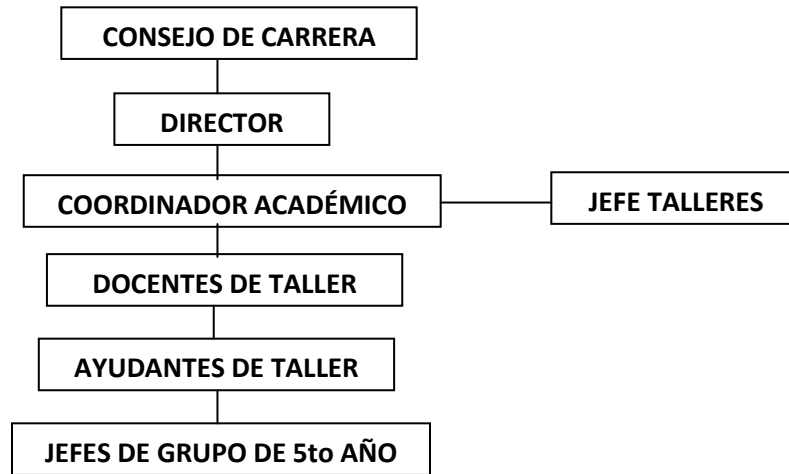 CONSEJO DE CARRERA
DIRECTOR
COORDINADOR ACADÉMICO
JEFE TALLERES
DOCENTES DE TALLER
AYUDANTES DE TALLER
JEFES DE GRUPO DE 5to AÑO